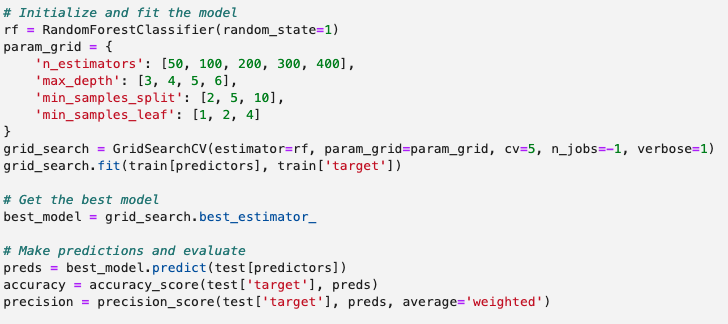 # Initialize and fit the model
rf = RandomForestClassifier(random_state=1)
param_grid = {
    'n_estimators': [50, 100, 200, 300, 400],
    'max_depth': [3, 4, 5, 6],
    'min_samples_split': [2, 5, 10],
    'min_samples_leaf': [1, 2, 4]
}
grid_search = GridSearchCV(estimator=rf, param_grid=param_grid, cv=5, n_jobs=-1, verbose=1)
grid_search.fit(train[predictors], train['target'])

# Get the best model
best_model = grid_search.best_estimator_

# Make predictions and evaluate
preds = best_model.predict(test[predictors])
accuracy = accuracy_score(test['target'], preds)
precision = precision_score(test['target'], preds, average='weighted')